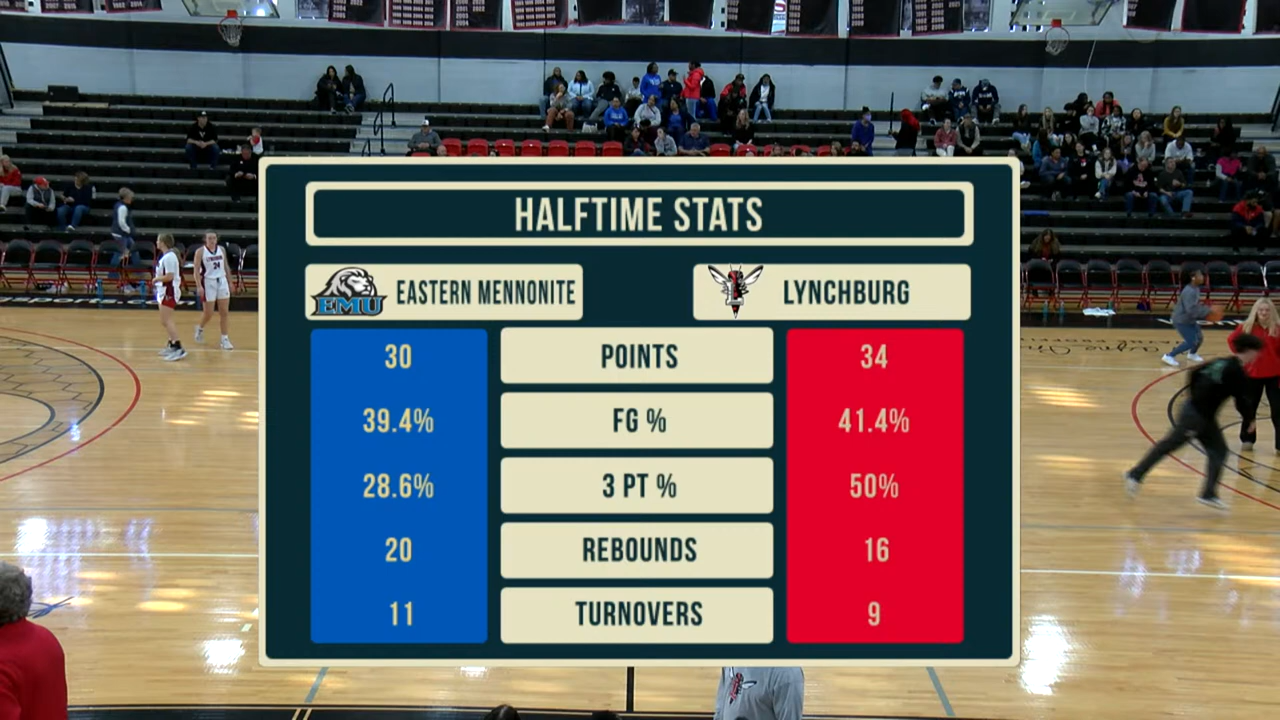 HALFTIME STATS
EMU EASTERN MENNONITE
LYNCHBURG
30 POINTS 34
39.4% FG % 41.4%
28.6% 3 PT % 50%
20 REBOUNDS 16
11 TURNOVERS 9
24